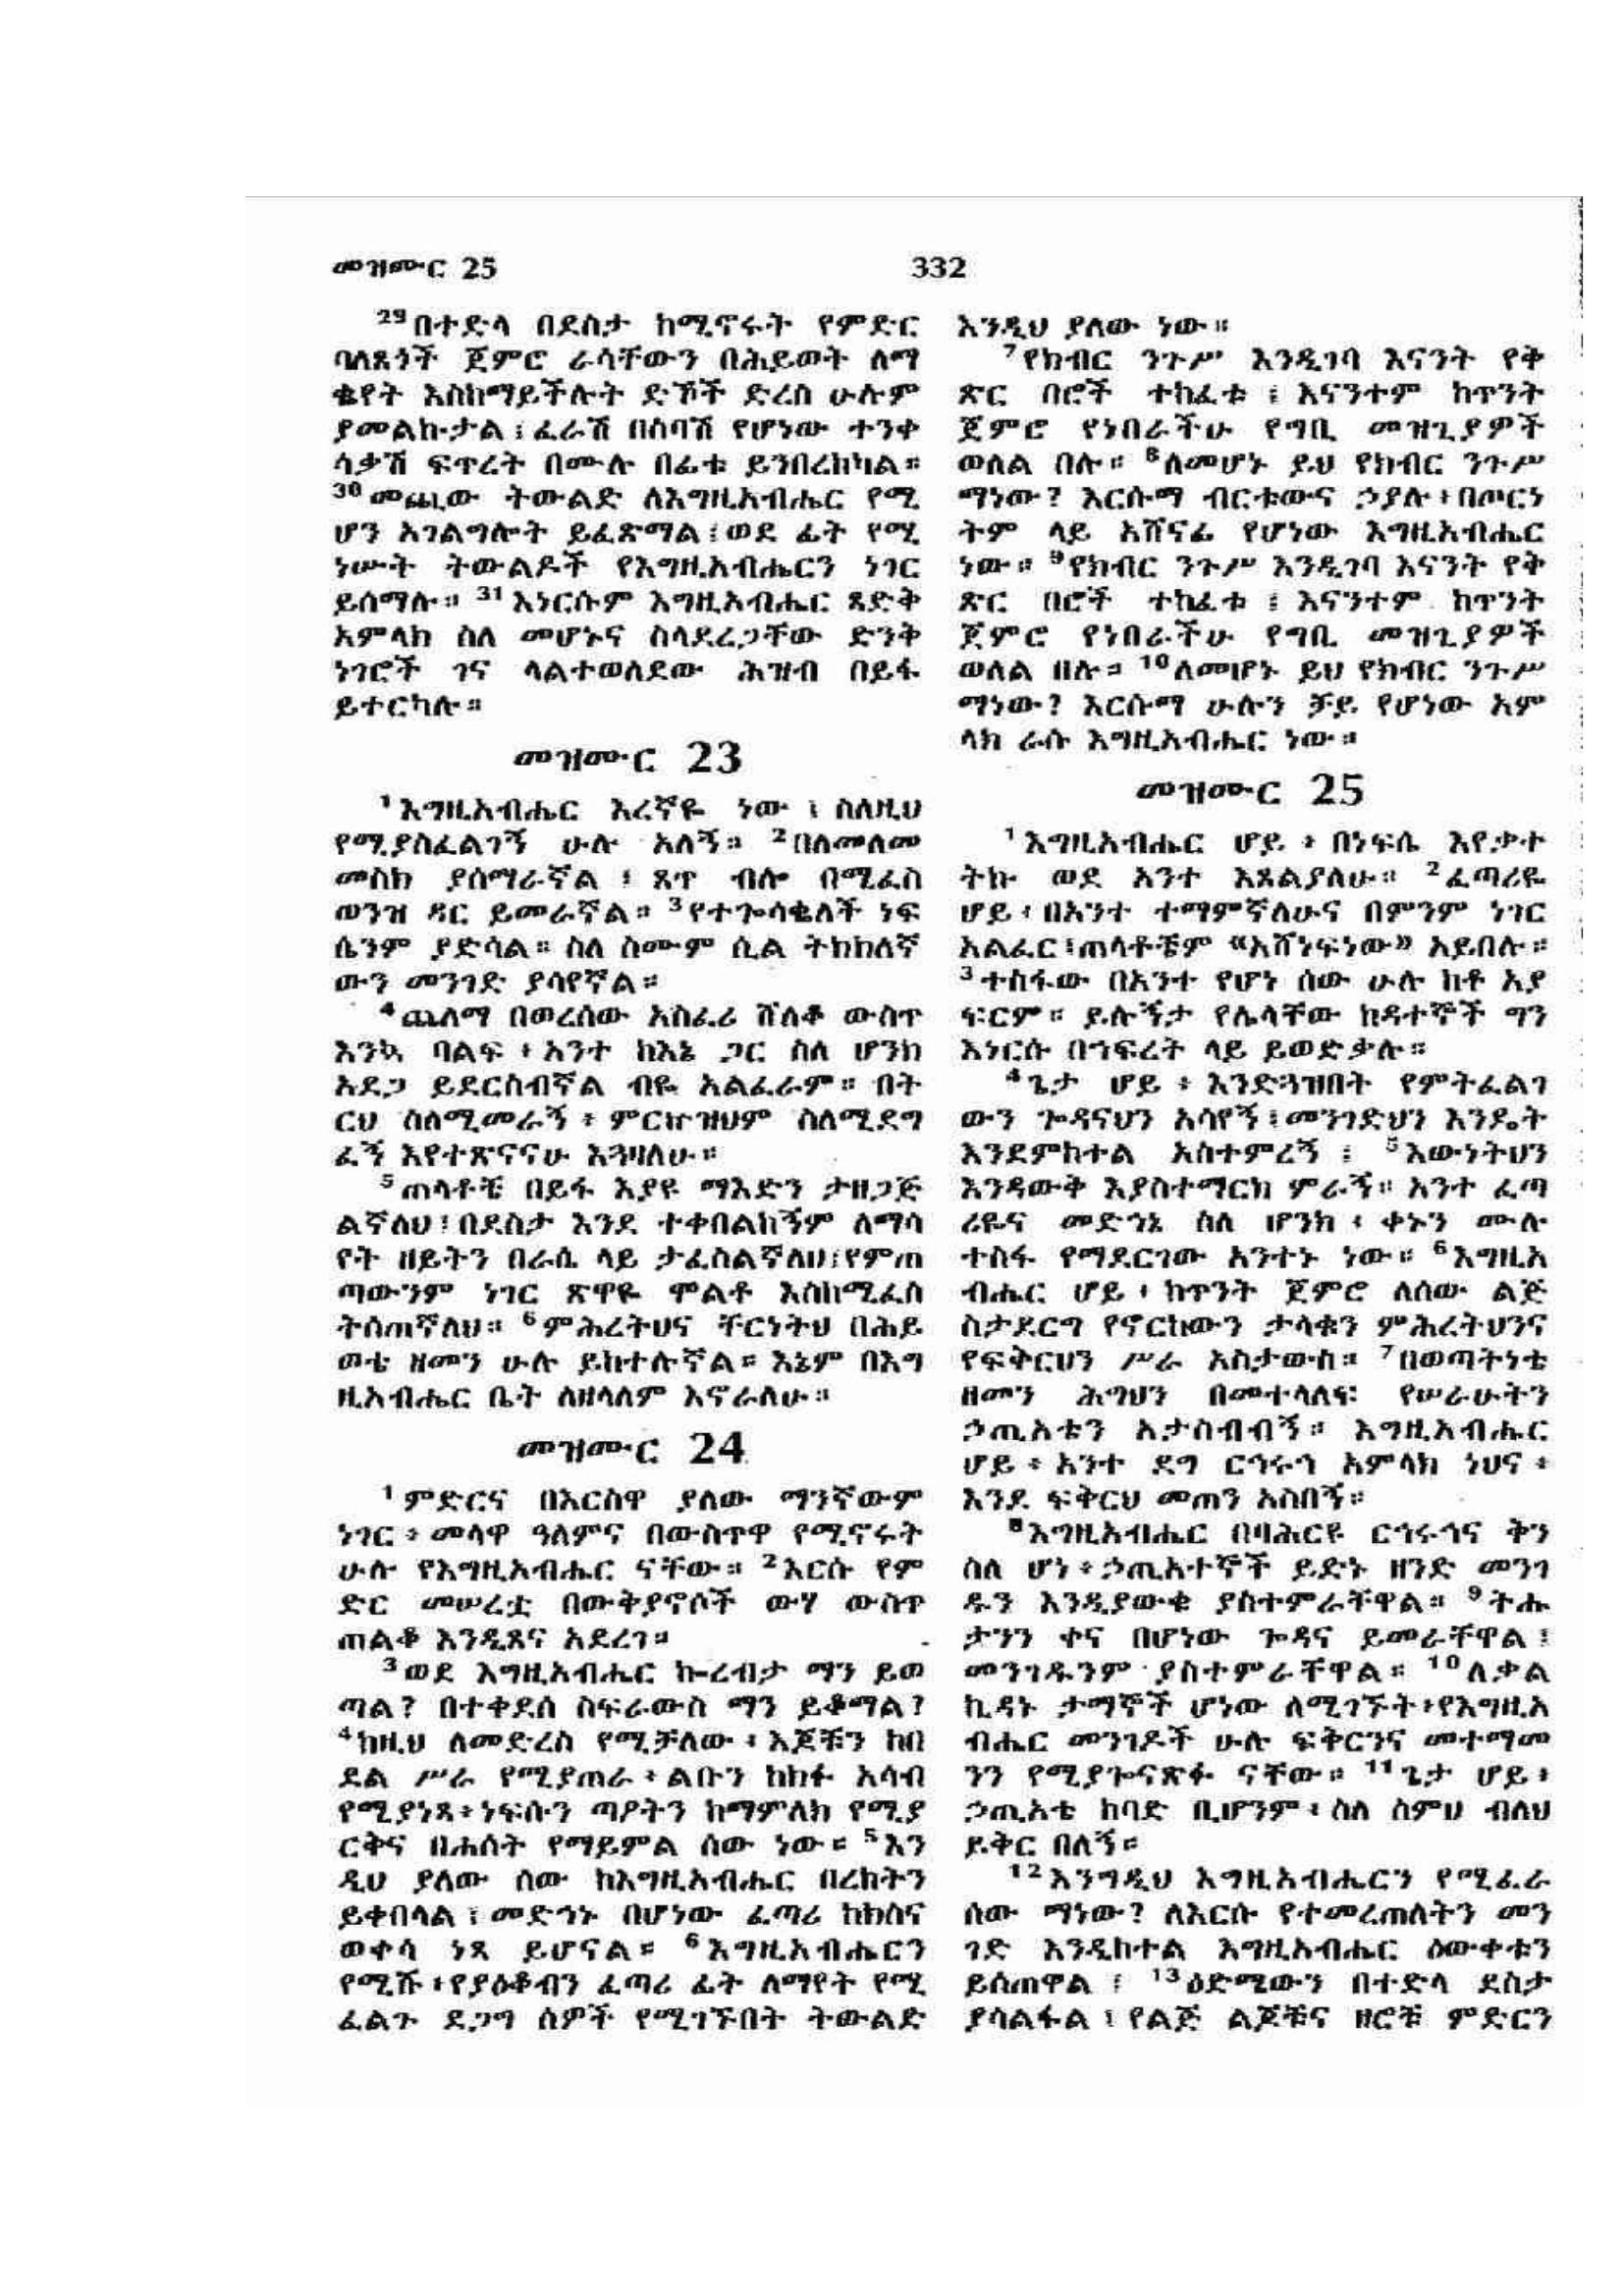 መዝሙር 25
332
29 በተድላ በደስታ ከሚኖሩት የምድር
ባለጸጎች ጀምሮ ራሳቸውን በሕይወት ለማ
ቈየት እስከማይችሉት ድኾች ድረስ ሁሉም
ያመልኩታል ፤ ፈራሽ በስባሽ የሆነው ተንቀ
ሳቃሽ ፍጥረት በሙሉ በፊቱ ይንበረከካል ።
30 መጪው ትውልድ ለእግዚአብሔር የሚ
ሆን አገልግሎት ይፈጽማል ፤ ወደ ፊት የሚ
ነሡት ትውልዶች የእግዚአብሔርን ነገር
ይሰማሉ ። 31 እነርሱም እግዚአብሔር ጻድቅ
አምላክ ስለ መሆኑና ስላደረጋቸው ድንቅ
ነገሮች ገና ላልተወለደው ሕዝብ በይፋ
ይተርካሉ ።
መዝሙር 23
1 እግዚአብሔር እረኛዬ ነው ፤ ስለዚህ
የሚያስፈልገኝ ሁሉ አለኝ ። 2 በለመለመ
መስክ ያሰማራኛል ፤ ጸጥ ብሎ በሚፈስ
ወንዝ ዳር ይመራኛል ። 3 የተጐሳቈለች ነፍ
ሴንም ያድሳል ። ስለ ስሙም ሲል ትክክለኛ
ውን መንገድ ያሳየኛል ።
4 ጨለማ በወረሰው አስፈሪ ሸለቆ ውስጥ
እንኳ ባልፍ ፥ አንተ ከእኔ ጋር ስለ ሆንክ
አደጋ ይደርስብኛል ብዬ አልፈራም ። በት
ርህ ስለሚመራኝ ፥ ምርኵዝህም ስለሚደግ
ፈኝ እየተጽናናሁ እጓዛለሁ ።
5 ጠላቶቼ በይፋ እያዩ ማእድን ታዘጋጅ
ልኛለህ ፤ በደስታ እንደ ተቀበልከኝም ለማሳ
የት ዘይትን በራሴ ላይ ታፈስልኛለህ ፤ የምጠ
ጣውንም ነገር ጽዋዬ ሞልቶ እስከሚፈስ
ትሰጠኛለህ ። 6 ምሕረትህና ቸርነትህ በሕይ
ወቴ ዘመን ሁሉ ይከተሉኛል ። እኔም በእግ
ዚአብሔር ቤት ለዘላለም እኖራለሁ ።
መዝሙር 24
1 ምድርና በእርስዋ ያለው ማንኛውም
ነገር ፥ መላዋ ዓለምና በውስጥዋ የሚኖሩት
ሁሉ የእግዚአብሔር ናቸው ። 2 እርሱ የም
ድር መሠረቷ በውቅያኖሶች ውሃ ውስጥ
ጠልቆ እንዲጸና አደረገ ።
3 ወደ እግዚአብሔር ኰረብታ ማን ይወ
ጣል ? በተቀደሰ ስፍራውስ ማን ይቆማል ?
4 ከዚህ ለመድረስ የሚቻለው ፥ እጆቹን ከበ
ደል ሥራ የሚያጠራ ፥ ልቡን ከክፉ አሳብ
የሚያነጻ ፥ ነፍሱን ጣዖትን ከማምለክ የሚያ
ርቅና በሐሰት የማይምል ሰው ነው ። 5 እን
ዲህ ያለው ሰው ከእግዚአብሔር በረከትን
ይቀበላል ፤ መድኅኑ በሆነው ፈጣሪ ከክስና
ወቀሳ ነጻ ይሆናል ። 6 እግዚአብሔርን
የሚሹ ፥ የያዕቆብን ፈጣሪ ፊት ለማየት የሚ
ፈልጉ ደጋግ ሰዎች የሚገኙበት ትውልድ
እንዲህ ያለው ነው ።
7 የክብር ንጉሥ እንዲገባ እናንት የቅ
ጽር በሮች ተከፈቱ ፤ እናንተም ከጥንት
ጀምሮ የነበራችሁ የግቢ መዝጊያዎች
ወለል በሉ ። 8 ለመሆኑ ይህ የክብር ንጉሥ
ማነው ? እርሱማ ብርቱውና ኃያሉ ፥ በጦርነ
ትም ላይ አሸናፊ የሆነው እግዚአብሔር
ነው ። 9 የክብር ንጉሥ እንዲገባ እናንት የቅ
ጽር በሮች ተከፈቱ ፤ እናንተም ከጥንት
ጀምሮ የነበራችሁ የግቢ መዝጊያዎች
ወለል በሉ ። 10 ለመሆኑ ይህ የክብር ንጉሥ
ማነው ? እርሱማ ሁሉን ቻይ የሆነው አም
ላክ ራሱ እግዚአብሔር ነው ።
መዝሙር 25
1 እግዚአብሔር ሆይ ፥ በነፍሴ እየቃተ
ትኩ ወደ አንተ እጸልያለሁ ። 2 ፈጣሪዬ
ሆይ ፥ በአንተ ተማምኛለሁና በምንም ነገር
አልፈር ፤ ጠላቶቼም «አሸነፍነው» አይበሉ ።
3 ተስፋው በአንተ የሆነ ሰው ሁሉ ከቶ አያ
ፍርም ። ይሉኝታ የሌላቸው ከዳተኞች ግን
እነርሱ በኀፍረት ላይ ይወድቃሉ ።
4 ጌታ ሆይ ፥ እንድጓዝበት የምትፈልገ
ውን ጐዳናህን አሳየኝ ፤ መንገድህን እንዴት
እንደምከተል አስተምረኝ ፤ 5 እውነትህን
እንዳውቅ እያስተማርክ ምራኝ ። አንተ ፈጣ
ሪዬና መድኀኔ ስለ ሆንክ ፥ ቀኑን ሙሉ
ተስፋ የማደርገው አንተኑ ነው ። 6 እግዚአ
ብሔር ሆይ ፥ ከጥንት ጀምሮ ለሰው ልጅ
ስታደርግ የኖርከውን ታላቁን ምሕረትህንና
የፍቅርህን ሥራ አስታውስ ። 7 በወጣትነቴ
ዘመን ሕግህን በመተላለፍ የሠራሁትን
ኃጢአቴን አታስብብኝ ። እግዚአብሔር
ሆይ ፥ አንተ ደግ ርኅሩኅ አምላክ ነህና ፥
እንደ ፍቅርህ መጠን አስበኝ ።
8 እግዚአብሔር በባሕርዩ ርኅሩኅና ቅን
ስለ ሆነ ፥ ኃጢአተኞች ይድኑ ዘንድ መንገ
ዱን እንዲያውቁ ያስተምራቸዋል ። 9 ትሑ
ታንን ቀና በሆነው ጐዳና ይመራቸዋል ፤
መንገዱንም ያስተምራቸዋል ። 10 ለቃል
ኪዳኑ ታማኞች ሆነው ለሚገኙት ፥ የእግዚአ
ብሔር መንገዶች ሁሉ ፍቅርንና መተማመ
ንን የሚያጐናጽፉ ናቸው ። 11 ጌታ ሆይ ፥
ኃጢአቴ ከባድ ቢሆንም ፥ ስለ ስምህ ብለህ
ይቅር በለኝ ።
12 እንግዲህ እግዚአብሔርን የሚፈራ
ሰው ማነው ? ለእርሱ የተመረጠለትን መን
ገድ እንዲከተል እግዚአብሔር ዕውቀቱን
ይሰጠዋል ፤ 13 ዕድሜውን በተድላ ደስታ
ያሳልፋል ፤ የልጅ ልጆቹና ዘሮቹ ምድርን